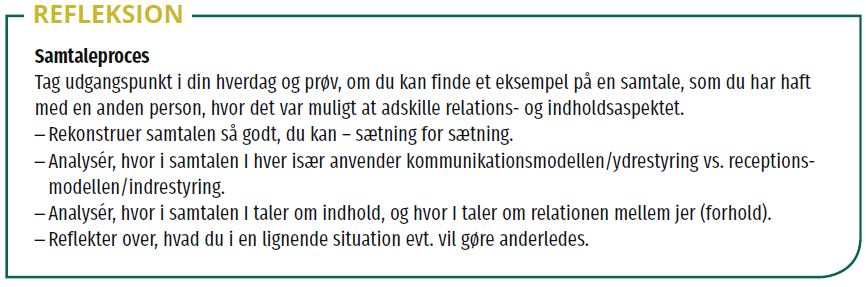 REFLEKSION
Samtaleproces
Tag udgangspunkt i din hverdag og prøv, om du kan finde et eksempel på en samtale, som du har haft
med en anden person, hvor det var muligt at adskille relations- og indholdsaspektet.
– Rekonstruer samtalen så godt, du kan – sætning for sætning.
– Analysér, hvor i samtalen I hver især anvender kommunikationsmodellen/ydrestyring vs. receptions-
modellen/indrestyring.
– Analysér, hvor i samtalen I taler om indhold, og hvor I taler om relationen mellem jer (forhold).
– Reflekter over, hvad du i en lignende situation evt. vil gøre anderledes.